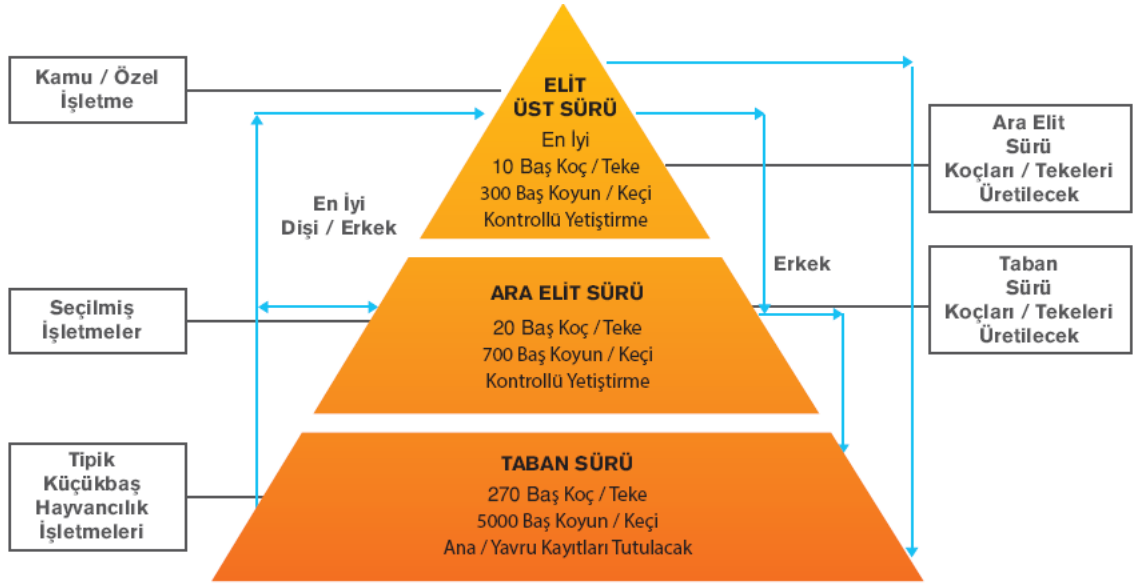 Kamu / Özel
İşletme
ELİT
ÜST SÜRÜ
En İyi
10 Baş Koç / Teke
300 Baş Koyun / Keçi
Kontrollü Yetiştirme
Ara Elit
Sürü
Koçları / Tekeleri
Üretilecek
En İyi
Dişi / Erkek
Erkek
Seçilmiş
İşletmeler
ARA ELİT SÜRÜ
20 Baş Koç / Teke
700 Baş Koyun / Keçi
Kontrollü Yetiştirme
Taban
Sürü
Koçları / Tekeleri
Üretilecek
Tipik
Küçükbaş
Hayvancılık
İşletmeleri
TABAN SÜRÜ
270 Baş Koç / Teke
5000 Baş Koyun / Keçi
Ana / Yavru Kayıtları Tutulacak